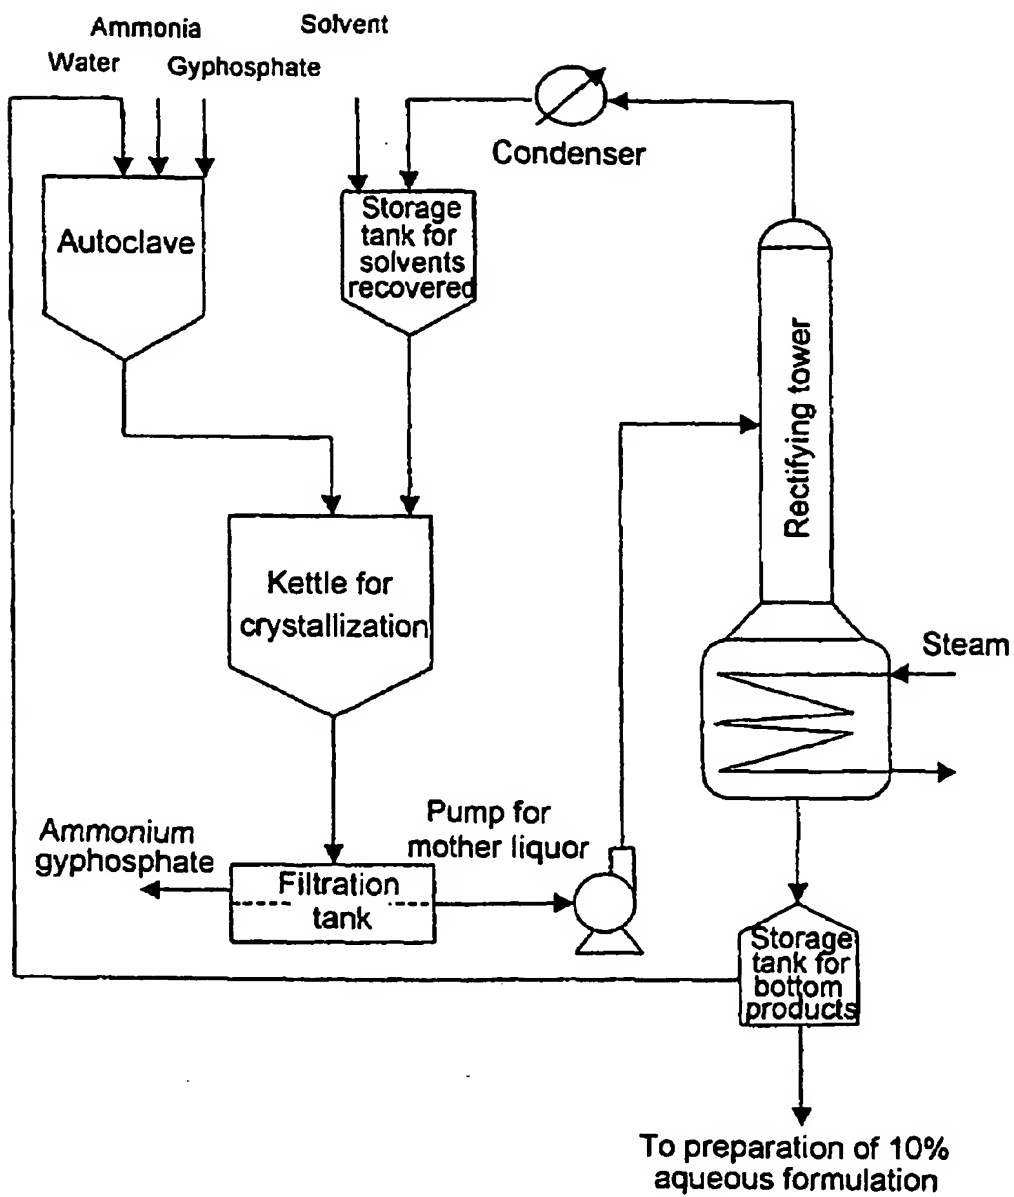 Ammonia
Solvent
Water
Gyphosphate
Condenser
Autoclave
Storage
tank for
solvents
recovered
Rectifying tower
Kettle for
crystallization
Steam
Pump for
mother liquor
Ammonium
gyphosphate
Filtration
tank
Storage
tank for
bottom
products
To preparation of 10%
aqueous formulation